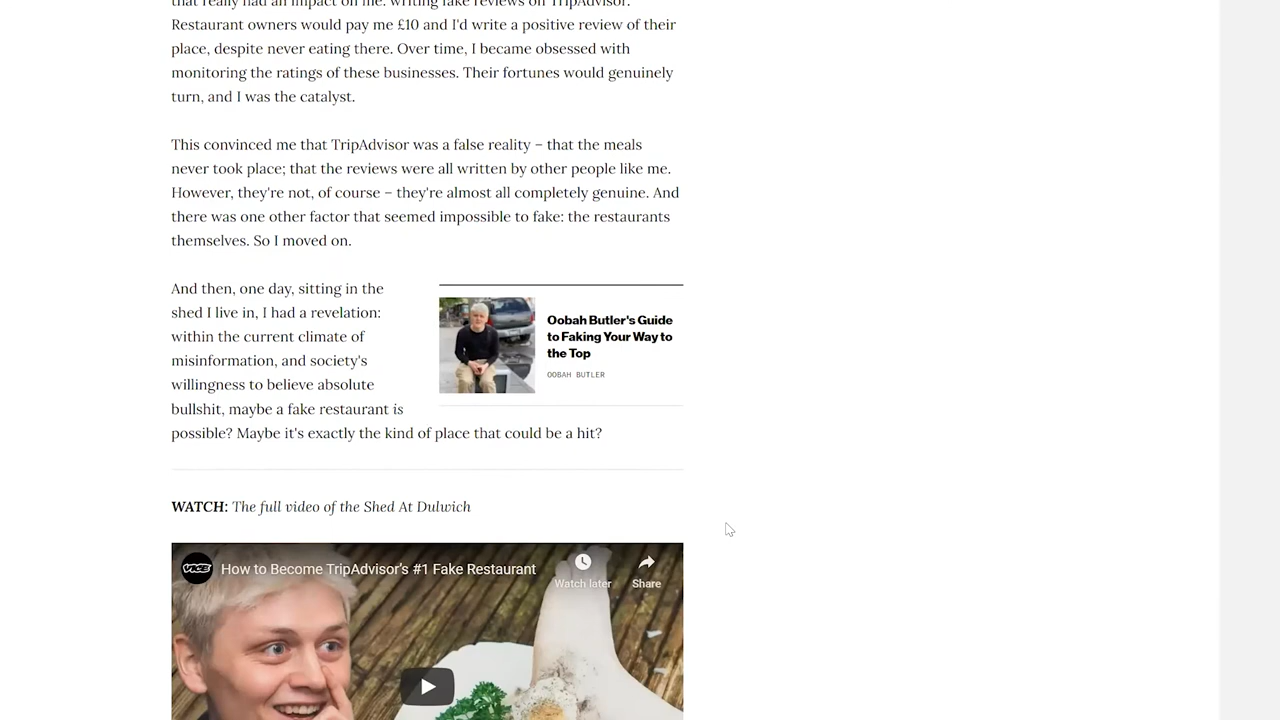 that really had an impact on me: writing fake reviews on TripAdvisor.
Restaurant owners would pay me £10 and I'd write a positive review of their
place, despite never eating there. Over time, I became obsessed with
monitoring the ratings of these businesses. Their fortunes would genuinely
turn, and I was the catalyst.
This convinced me that TripAdvisor was a false reality – that the meals
never took place; that the reviews were all written by other people like me.
However, they're not, of course – they're almost all completely genuine. And
there was one other factor that seemed impossible to fake: the restaurants
themselves. So I moved on.
And then, one day, sitting in the
shed I live in, I had a revelation:
within the current climate of
misinformation, and society's
willingness to believe absolute
bullshit, maybe a fake restaurant is
possible? Maybe it's exactly the kind of place that could be a hit?
Oobah Butler's Guide
to Faking Your Way to
the Top
OOBAH BUTLER
WATCH: The full video of the Shed At Dulwich
VICE
How to Become TripAdvisor's #1 Fake Restaurant
Watch later
Share